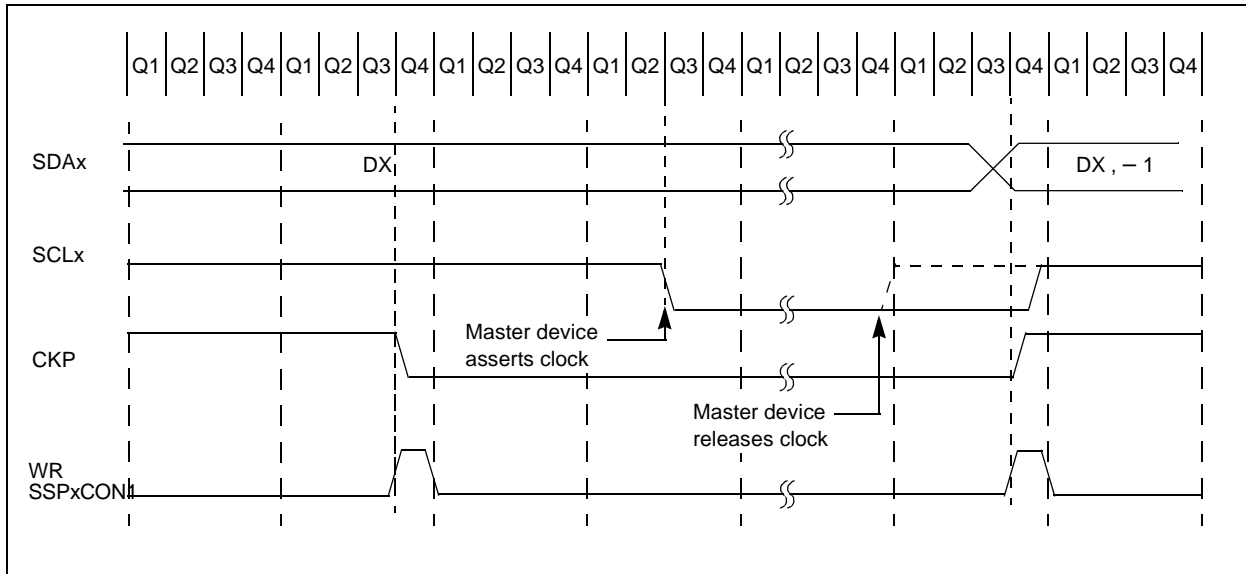 Q1 Q2 Q3 Q4 Q1 Q2 Q3 Q4 Q1 Q2 Q3 Q4 Q1 Q2 Q3 Q4 Q1 Q2 Q3 Q4 Q1 Q2 Q3 Q4 Q1 Q2 Q3 Q4
SDAx
DX
DX , – 1
SCLx
Master device
asserts clock
CKP
Master device
releases clock
WR
SSPxCON1